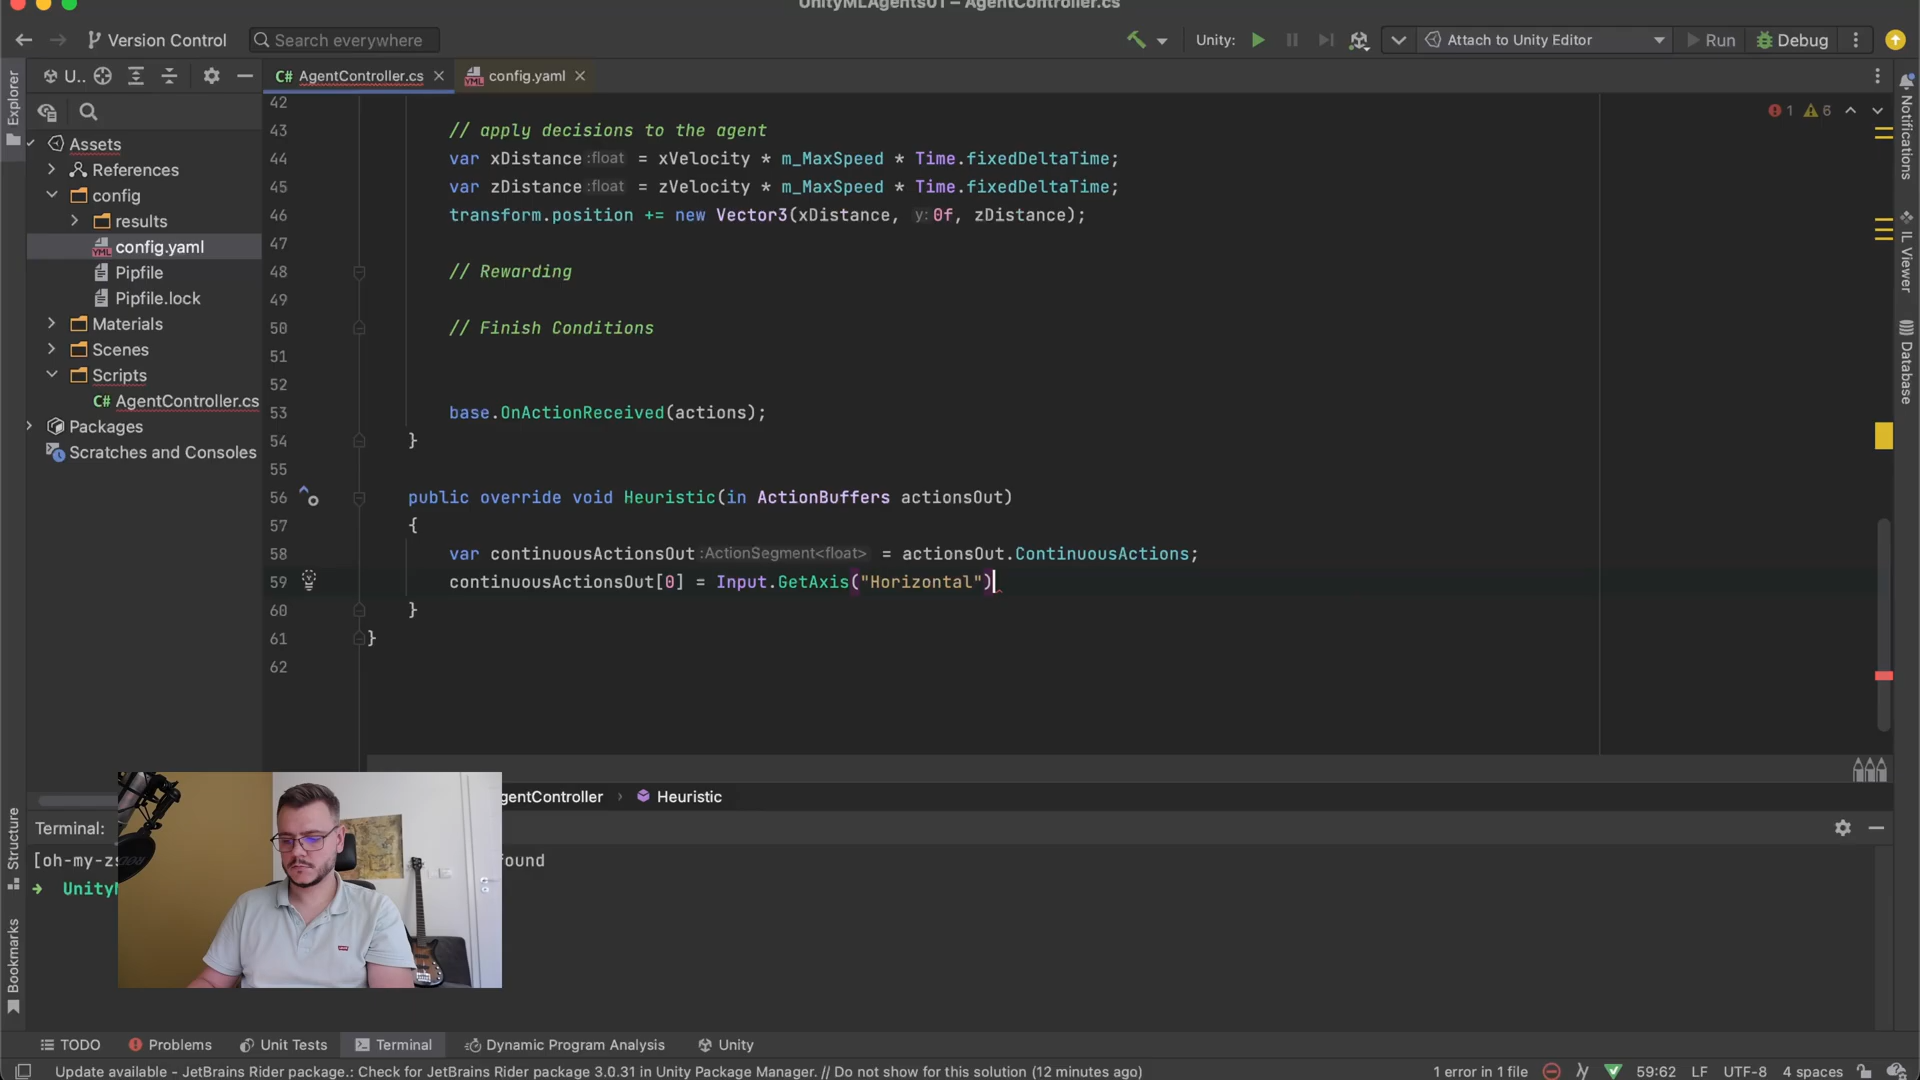 UnityMLAgents01 – AgentController.cs
Version Control
Search everywhere
Unity:
Attach to Unity Editor
Run
Debug
Explorer
U..
C# AgentController.cs
config.yaml
Notifications
IL Viewer
Database
Assets
References
config
results
config.yaml
Pipfile
Pipfile.lock
Materials
Scenes
Scripts
C# AgentController.cs
Packages
Scratches and Consoles
1 6
42
43 // apply decisions to the agent
44 var xDistance :float = xVelocity * m_MaxSpeed * Time.fixedDeltaTime;
45 var zDistance :float = zVelocity * m_MaxSpeed * Time.fixedDeltaTime;
46 transform.position += new Vector3(xDistance, y: 0f, zDistance);
47
48 // Rewarding
49
50 // Finish Conditions
51
52
53 base.OnActionReceived(actions);
54 }
55
56 public override void Heuristic(in ActionBuffers actionsOut)
57 {
58 var continuousActionsOut :ActionSegment<float> = actionsOut.ContinuousActions;
59 continuousActionsOut[0] = Input.GetAxis("Horizontal")
60 }
61 }
62
gentController › Heuristic
Structure
Bookmarks
Terminal:
[oh-my-zs
ound
UnityM
TODO
Problems
Unit Tests
Terminal
Dynamic Program Analysis
Unity
Update available - JetBrains Rider package.: Check for JetBrains Rider package 3.0.31 in Unity Package Manager. // Do not show for this solution (12 minutes ago)
1 error in 1 file
59:62
LF
UTF-8
4 spaces